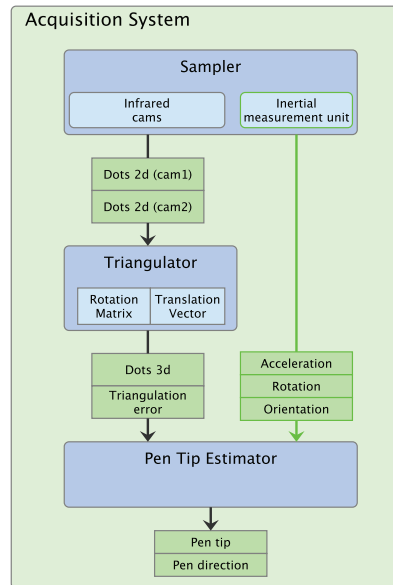 Acquisition System
Sampler
Infrared
cams
Inertial
measurement unit
Dots 2d (cam1)
Dots 2d (cam2)
Triangulator
Rotation
Matrix
Translation
Vector
Dots 3d
Triangulation
error
Acceleration
Rotation
Orientation
Pen Tip Estimator
Pen tip
Pen direction